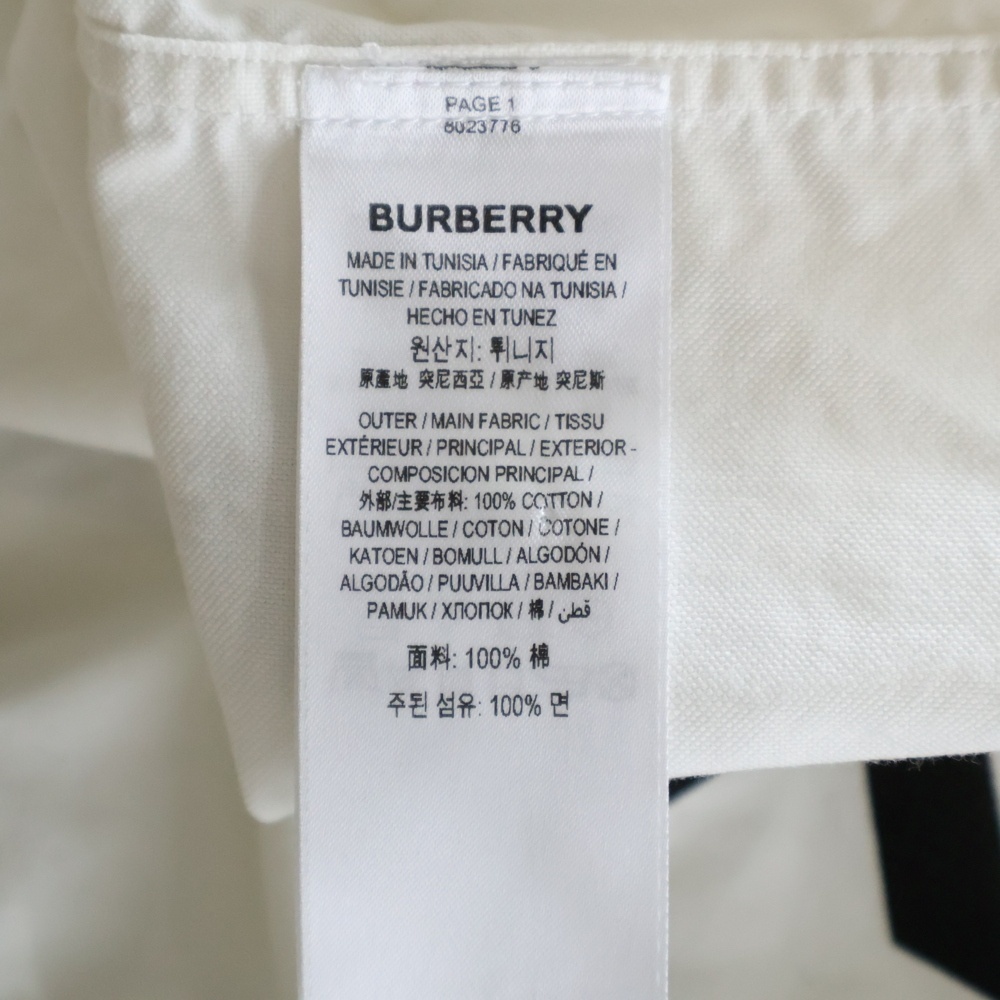 PAGE 1
8023776
BURBERRY
MADE IN TUNISIA / FABRIQUÉ EN
TUNISIE / FABRICADO NA TUNISIA /
HECHO EN TUNEZ
원산지: 튀니지
原產地 突尼西亞 / 原产地 突尼斯
OUTER / MAIN FABRIC / TISSU
EXTÉRIEUR / PRINCIPAL / EXTERIOR -
COMPOSICION PRINCIPAL /
外部/主要布料: 100% COTTON /
BAUMWOLLE / COTON / COTONE /
KATOEN / BOMULL / ALGODÓN /
ALGODÃO / PUUVILLA / BAMBAKI /
PAMUK / ХЛОПОК / 棉 / قطن
面料: 100% 棉
주된 섬유: 100% 면